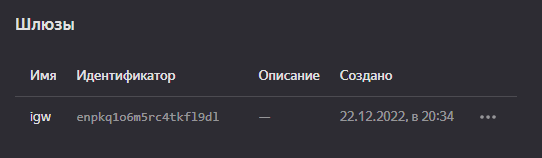 Шлюзы
Имя Идентификатор Описание Создано
igw enpkq1o6m5rc4tkfl9dl — 22.12.2022, в 20:34